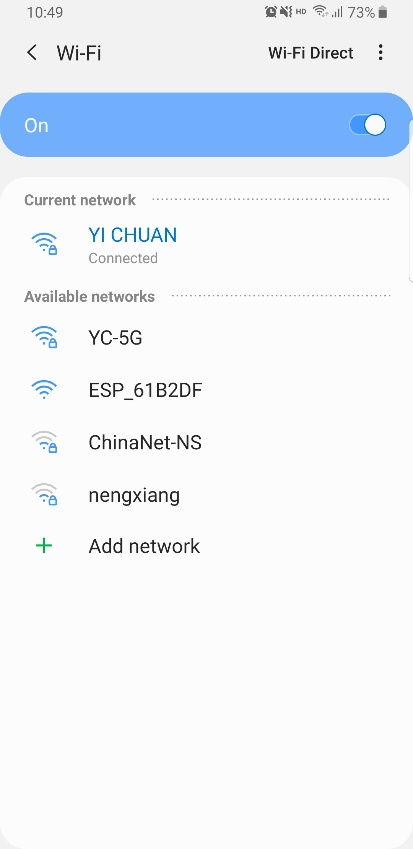 10:49
HD 73%
Wi-Fi
Wi-Fi Direct
On
Current network
YI CHUAN
Connected
Available networks
YC-5G
ESP_61B2DF
ChinaNet-NS
nengxiang
Add network